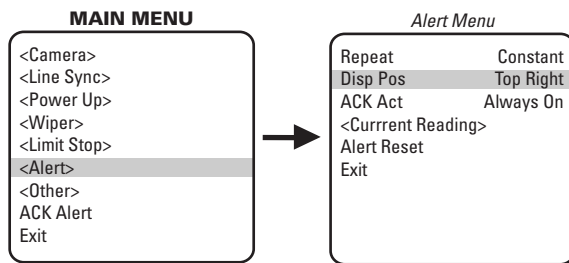 MAIN MENU
<Camera>
<Line Sync>
<Power Up>
<Wiper>
<Limit Stop>
<Alert>
<Other>
ACK Alert
Exit
Alert Menu
Repeat Constant
Disp Pos Top Right
ACK Act Always On
<Currrent Reading>
Alert Reset
Exit